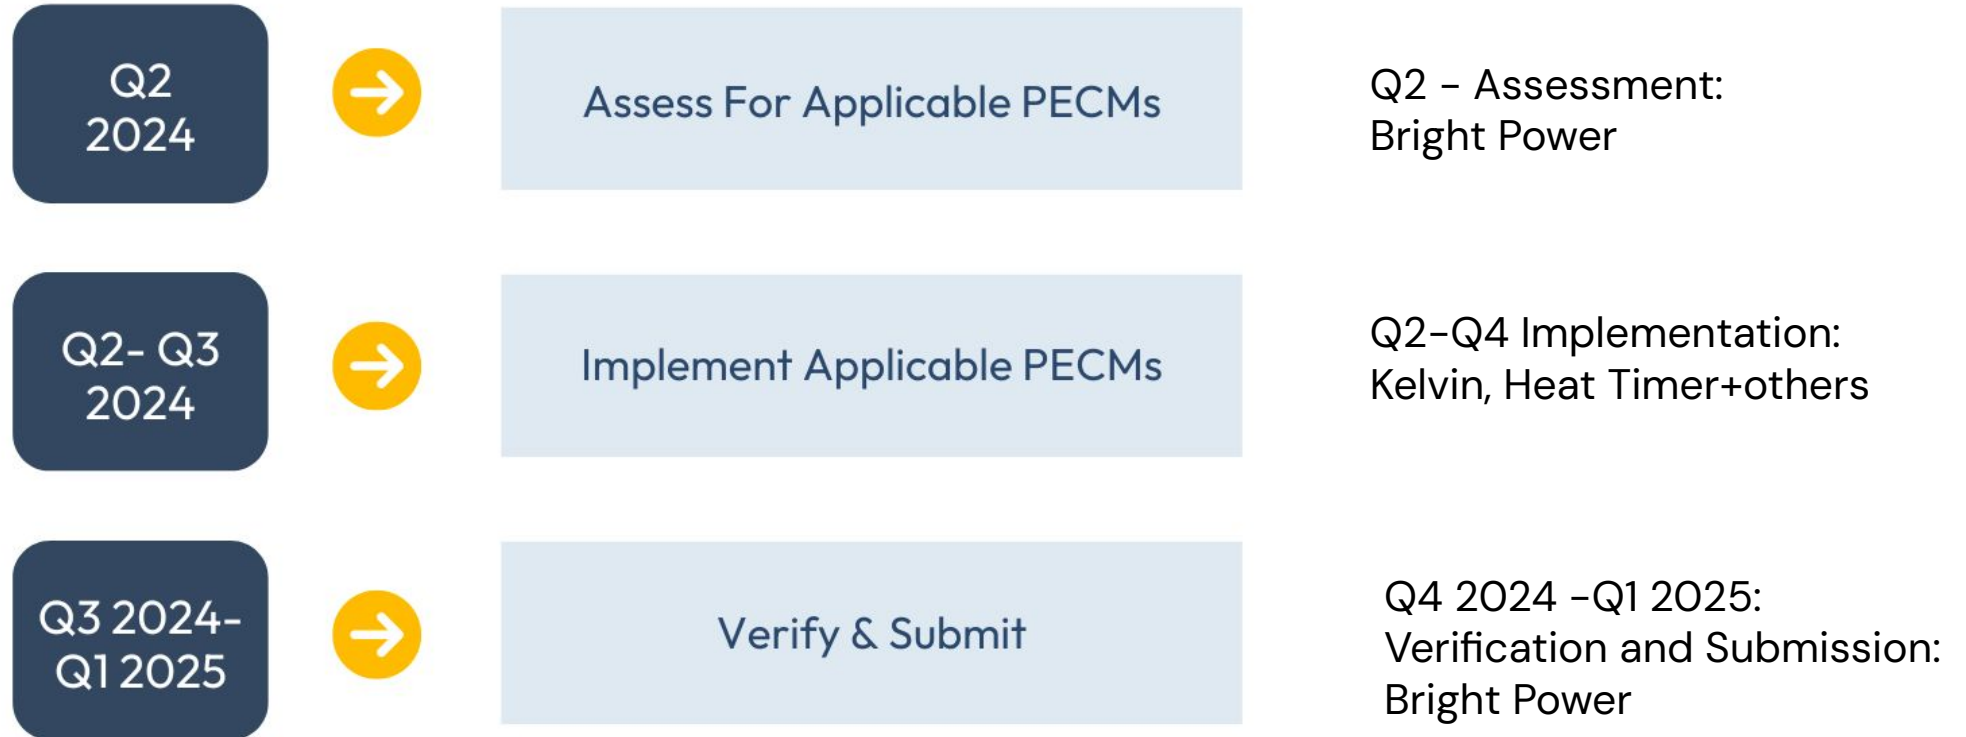 Q2
2024
Assess For Applicable PECMs
Q2 – Assessment:
Bright Power
Q2- Q3
2024
Implement Applicable PECMs
Q2–Q4 Implementation:
Kelvin, Heat Timer+others
Q3 2024-
Q1 2025
Verify & Submit
Q4 2024 –Q1 2025:
Verification and Submission:
Bright Power